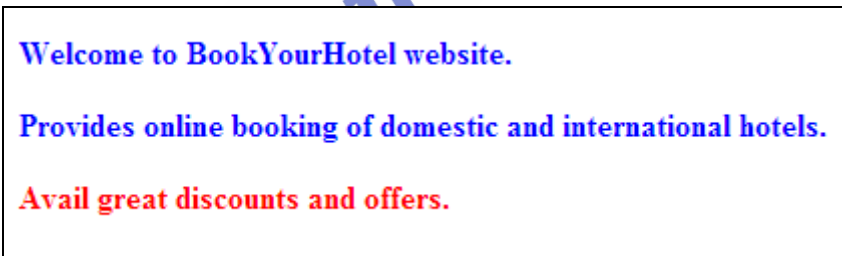 Welcome to BookYourHotel website.
Provides online booking of domestic and international hotels.
Avail great discounts and offers.